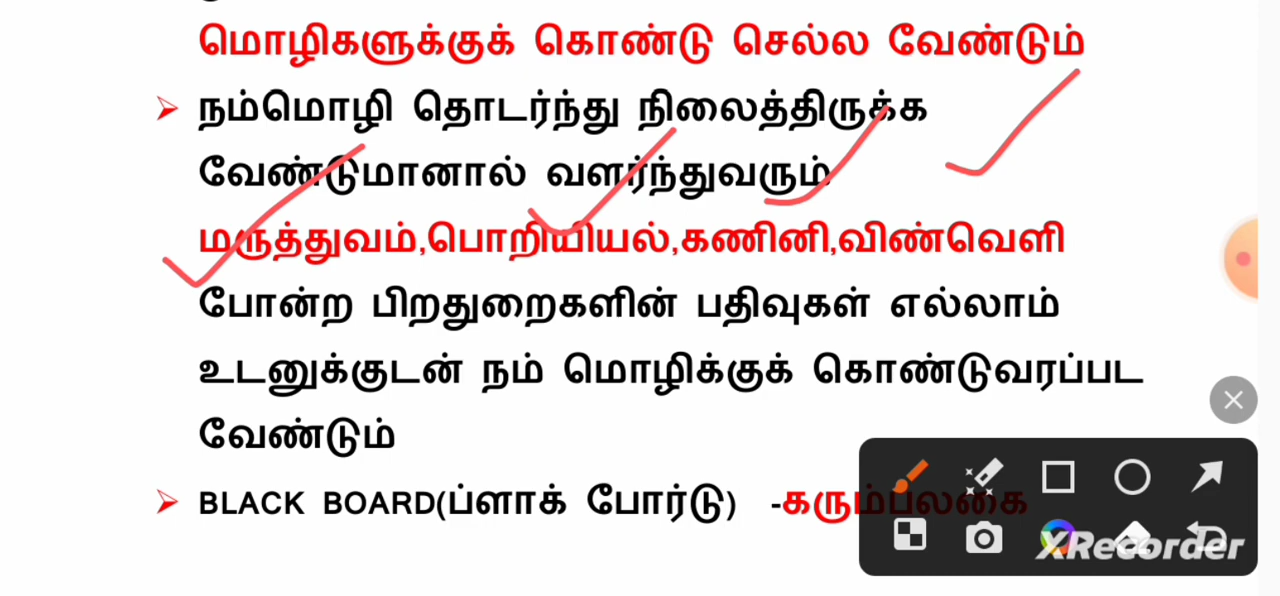 மொழிகளுக்குக் கொண்டு செல்ல வேண்டும்
நம்மொழி தொடர்ந்து நிலைத்திருக்க
வேண்டுமானால் வளர்ந்துவரும்
மருத்துவம்,பொறியியல்,கணினி,விண்வெளி
போன்ற பிறதுறைகளின் பதிவுகள் எல்லாம்
உடனுக்குடன் நம் மொழிக்குக் கொண்டுவரப்பட
வேண்டும்
BLACK BOARD(ப்ளாக் போர்டு) -கரும்பலகை
XRecorder